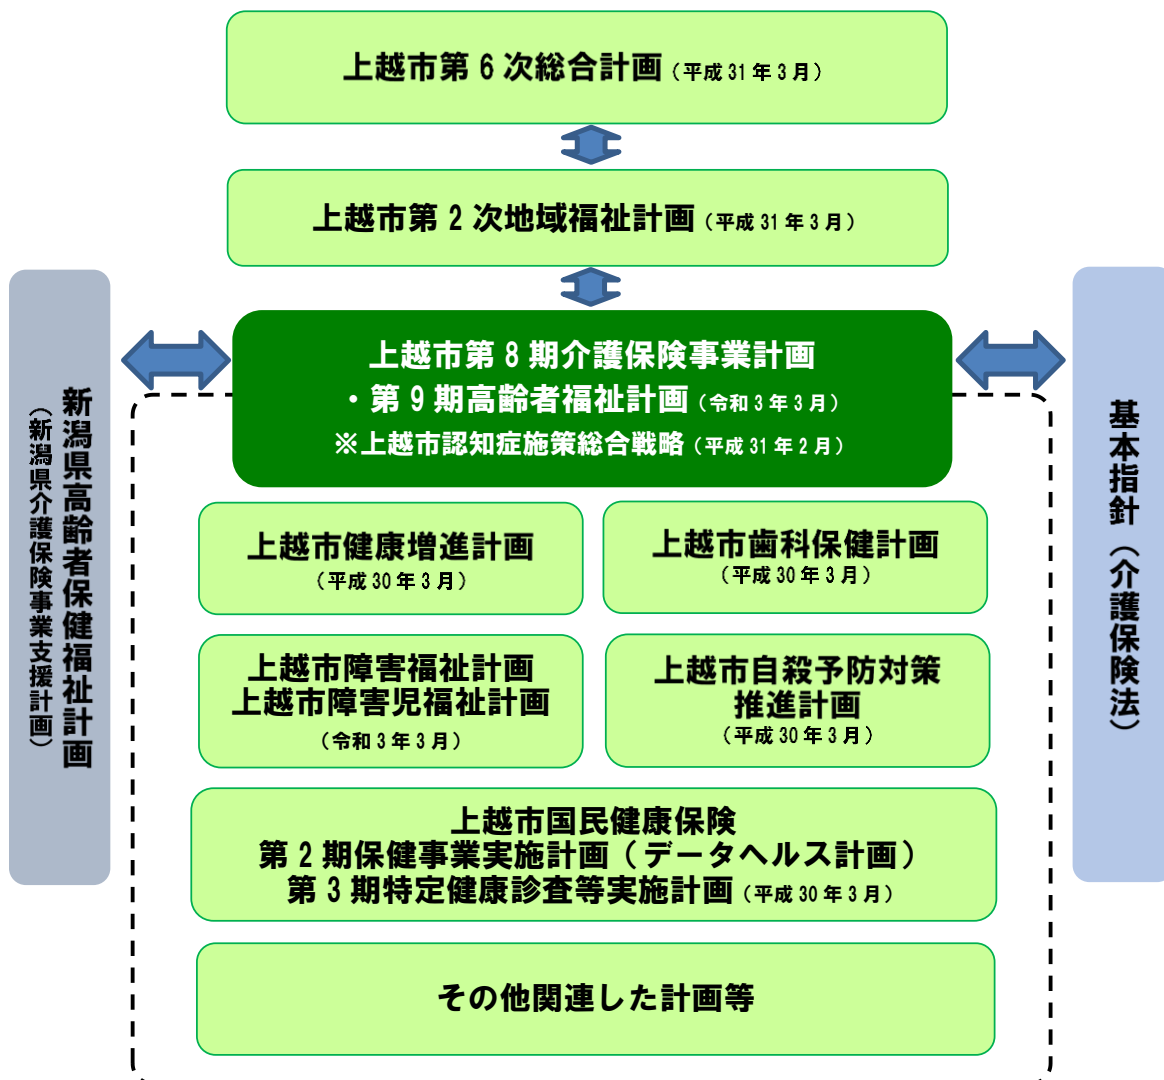 上越市第6次総合計画（平成31年3月）
上越市第2次地域福祉計画（平成31年3月）
上越市第8期介護保険事業計画
・第9期高齢者福祉計画（令和3年3月）
※上越市認知症施策総合戦略（平成31年2月）
新潟県高齢者保健福祉計画
（新潟県介護保険事業支援計画）
基本指針（介護保険法）
上越市健康増進計画
（平成30年3月）
上越市歯科保健計画
（平成30年3月）
上越市障害福祉計画
上越市障害児福祉計画
（令和3年3月）
上越市自殺予防対策
推進計画
（平成30年3月）
上越市国民健康保険
第2期保健事業実施計画（データヘルス計画）
第3期特定健康診査等実施計画（平成30年3月）
その他関連した計画等